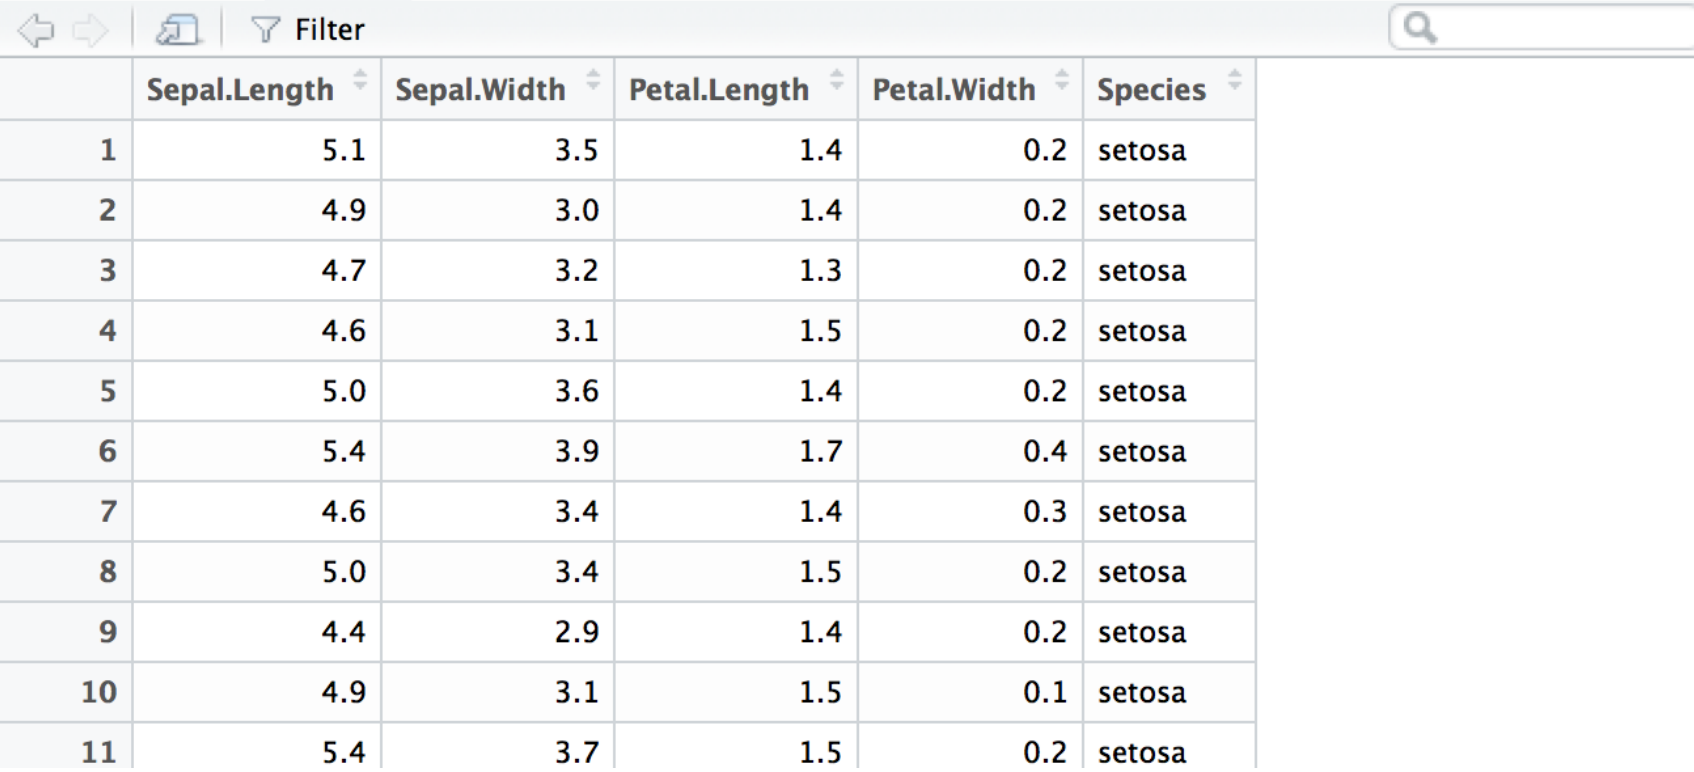 Filter
Sepal.Length Sepal.Width Petal.Length Petal.Width Species
1 5.1 3.5 1.4 0.2 setosa
2 4.9 3.0 1.4 0.2 setosa
3 4.7 3.2 1.3 0.2 setosa
4 4.6 3.1 1.5 0.2 setosa
5 5.0 3.6 1.4 0.2 setosa
6 5.4 3.9 1.7 0.4 setosa
7 4.6 3.4 1.4 0.3 setosa
8 5.0 3.4 1.5 0.2 setosa
9 4.4 2.9 1.4 0.2 setosa
10 4.9 3.1 1.5 0.1 setosa
11 5.4 3.7 1.5 0.2 setosa